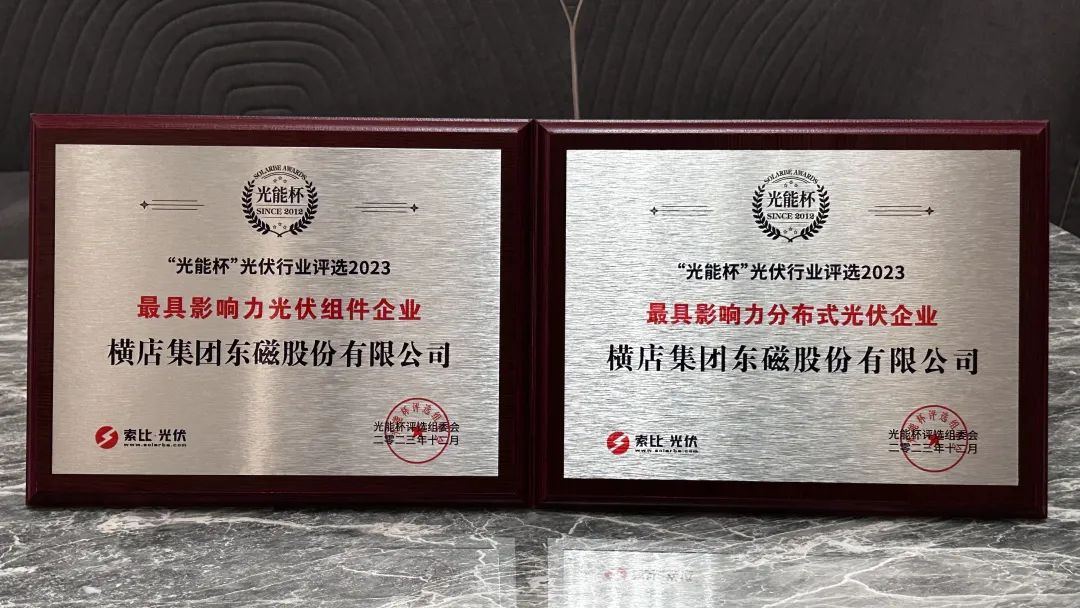 SOLARBE AWARDS
光能杯
SINCE 2012
“光能杯”光伏行业评选2023
最具影响力光伏组件企业
横店集团东磁股份有限公司
索比·光伏
www.solarbe.com
光能杯评选组委会
二零二三年十二月
SOLARBE AWARDS
光能杯
SINCE 2012
“光能杯”光伏行业评选2023
最具影响力分布式光伏企业
横店集团东磁股份有限公司
索比·光伏
www.solarbe.com
光能杯评选组委会
二零二三年十二月